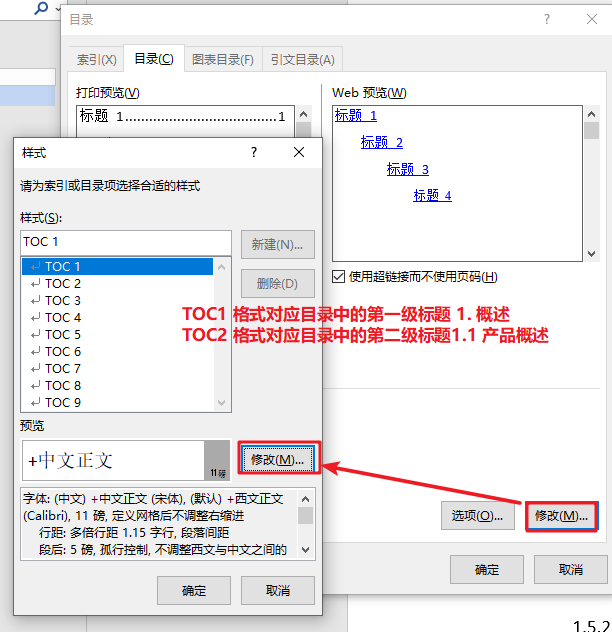 目录
索引(X)
目录(C)
图表目录(F)
引文目录(A)
打印预览(V)
标题 1......................................1
Web 预览(W)
标题 1
标题 2
标题 3
标题 4
使用超链接而不使用页码(H)
选项(O)...
修改(M)...
确定
取消
样式
请为索引或目录项选择合适的样式
样式(S):
TOC 1
新建(N)...
TOC 1
TOC 2
TOC 3
TOC 4
TOC 5
TOC 6
TOC 7
TOC 8
TOC 9
删除(D)
TOC1 格式对应目录中的第一级标题 1. 概述
TOC2 格式对应目录中的第二级标题1.1 产品概述
预览
+中文正文
11 磅
修改(M)...
字体: (中文) +中文正文 (宋体), (默认) +西文正文
(Calibri), 11 磅, 定义网格后不调整右缩进
行距: 多倍行距 1.15 字行, 段落间距
段后: 5 磅, 孤行控制, 不调整西文与中文之间的
确定
取消
1.5.2